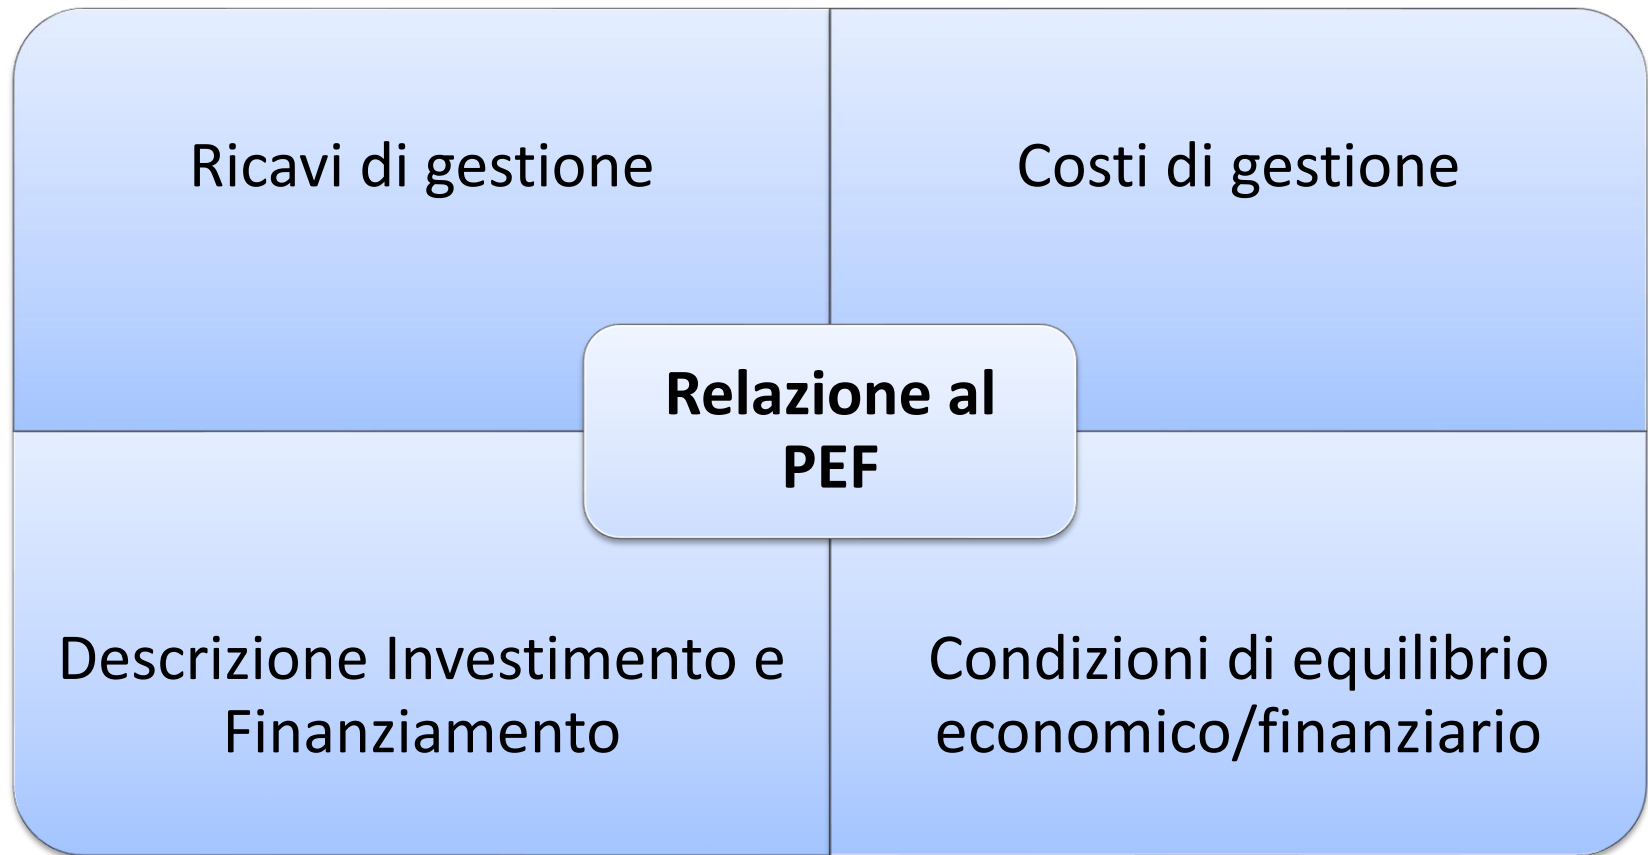 Ricavi di gestione
Costi di gestione
Relazione al
PEF
Descrizione Investimento e
Finanziamento
Condizioni di equilibrio
economico/finanziario